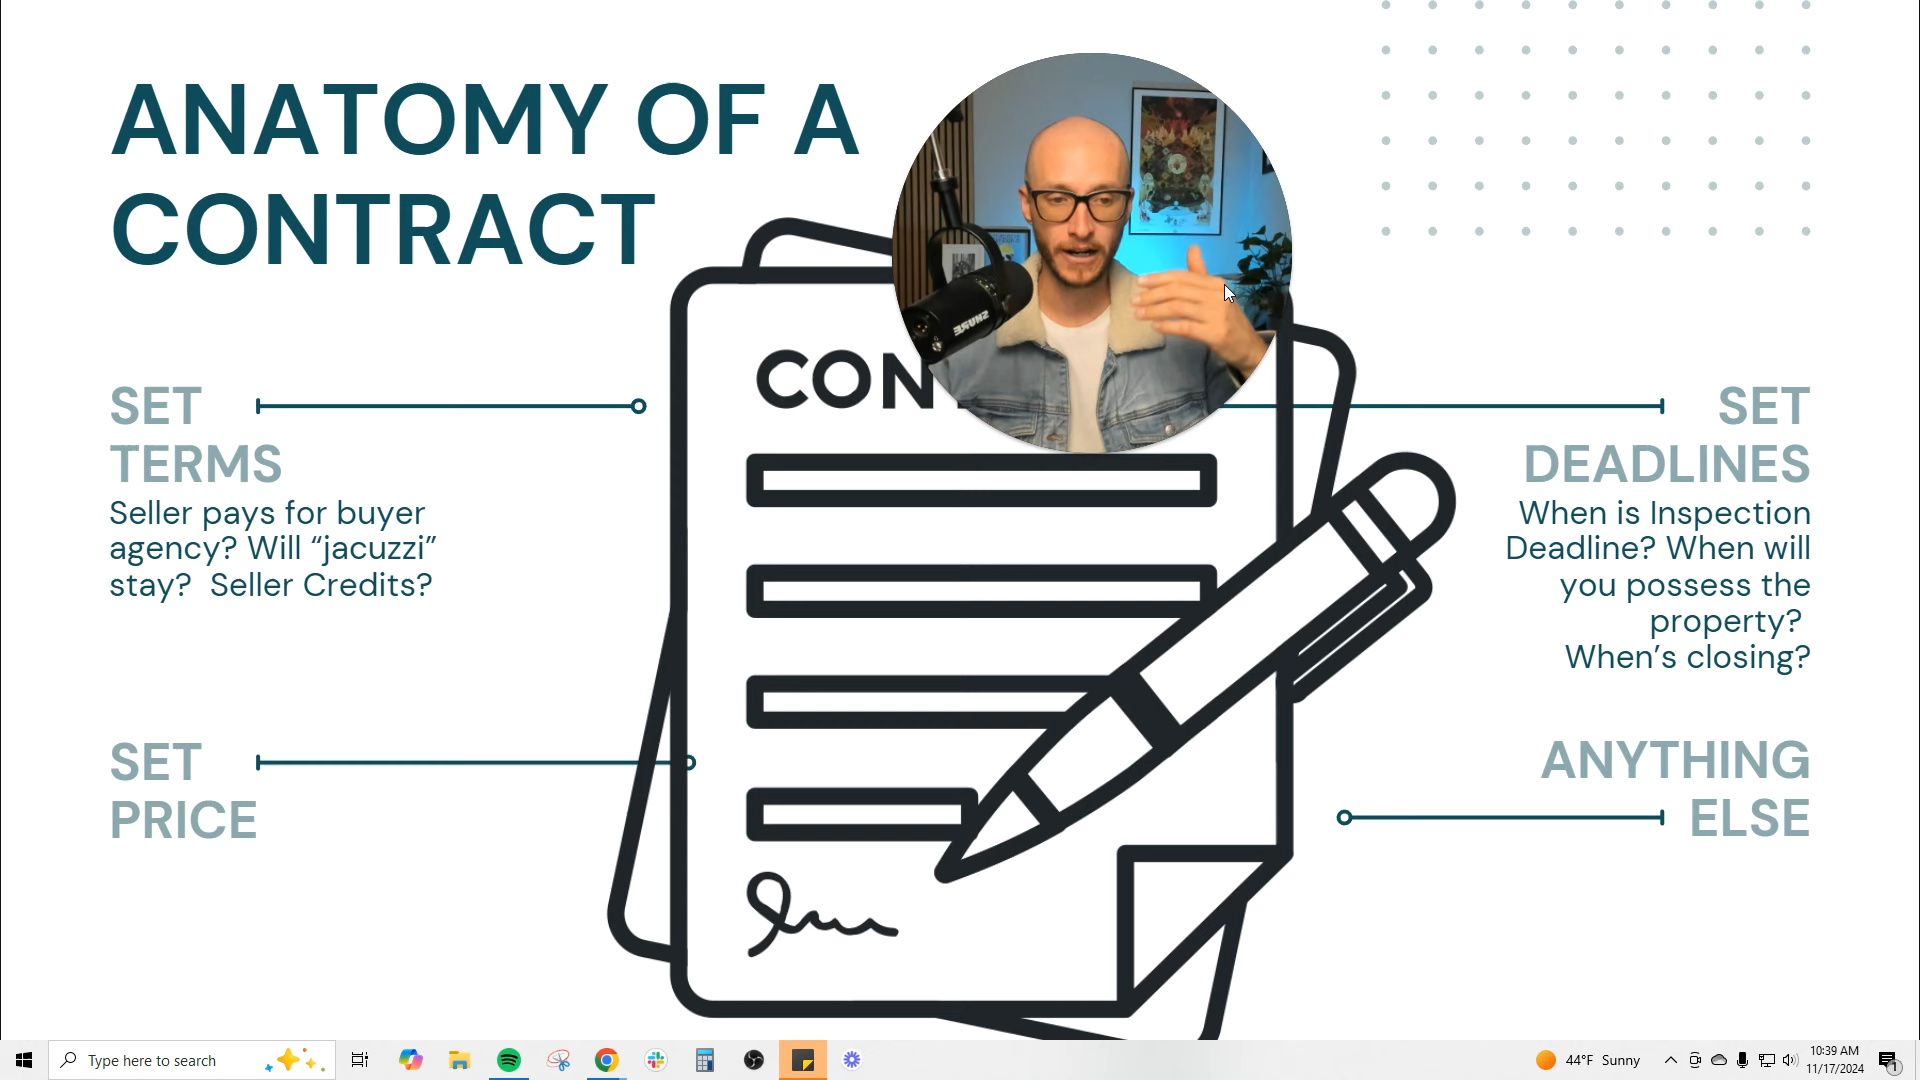 ANATOMY OF A
CONTRACT
CON
SHURE
SET
TERMS
Seller pays for buyer
agency? Will “jacuzzi”
stay?  Seller Credits?
SET
DEADLINES
When is Inspection
Deadline? When will
you possess the
property?
When’s closing?
SET
PRICE
ANYTHING
ELSE
Type here to search
44°F Sunny
10:39 AM
11/17/2024
1